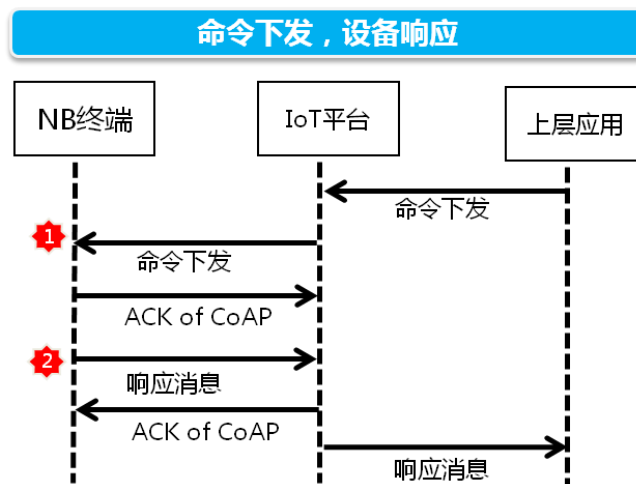 命令下发，设备响应
NB终端
IoT平台
上层应用
命令下发
1
命令下发
ACK of CoAP
2
响应消息
ACK of CoAP
响应消息